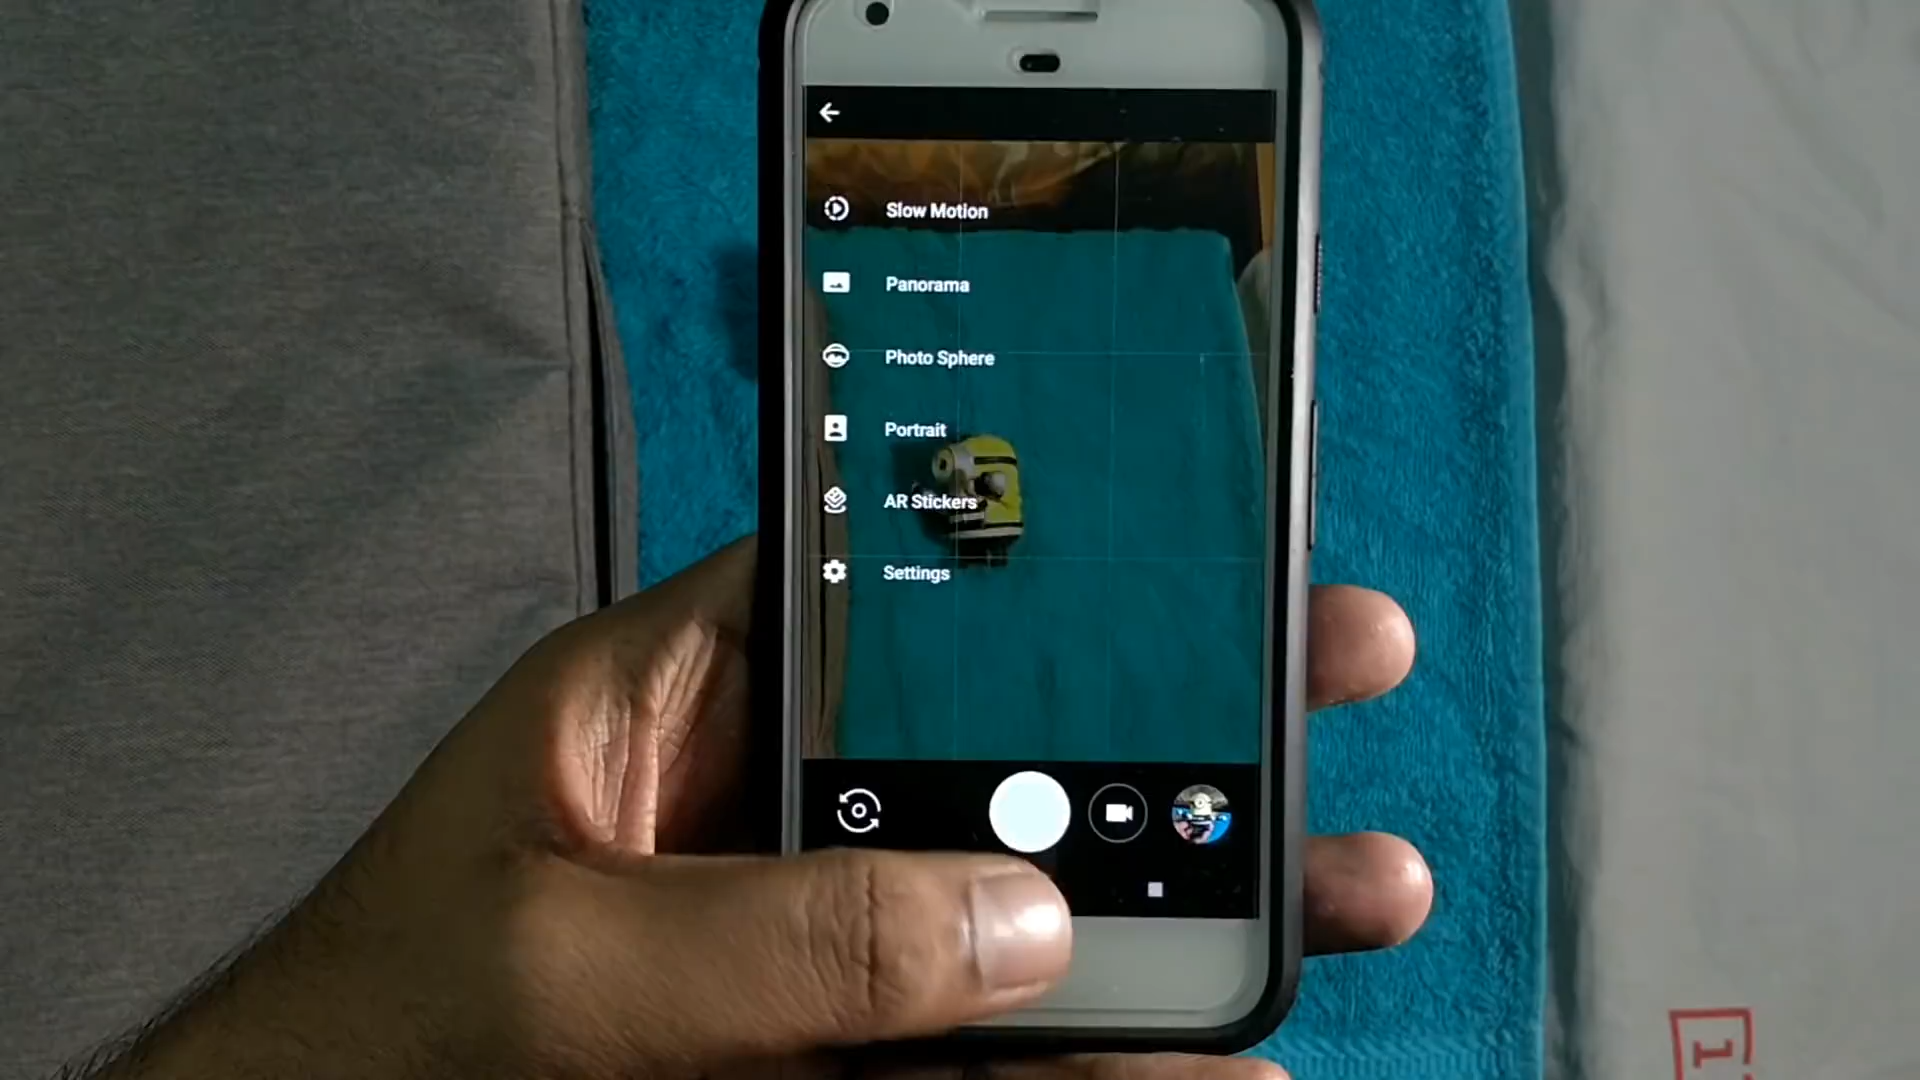 Slow Motion
Panorama
Photo Sphere
Portrait
AR Stickers
Settings